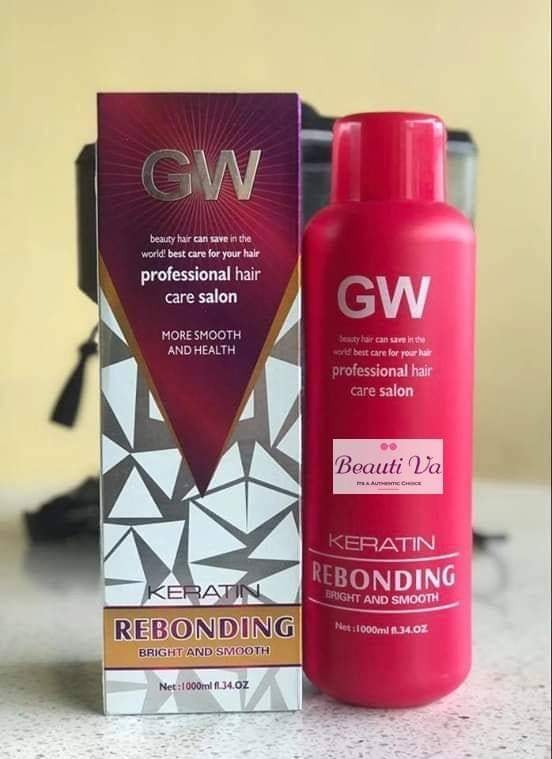 GW
beauty hair can save in the
world! best care for your hair
professional hair
care salon
MORE SMOOTH
AND HEALTH
KERATIN
REBONDING
BRIGHT AND SMOOTH
Net:1000ml fl.34.OZ
GW
beauty hair can save in the
world! best care for your hair
professional hair
care salon
Beauti Va
ITS A AUTHENTIC CHOICE
KERATIN
REBONDING
BRIGHT AND SMOOTH
Net:1000ml fl.34.OZ